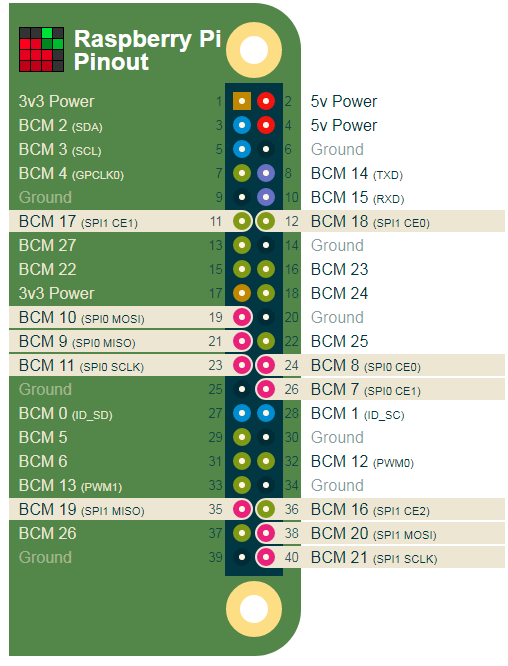 Raspberry Pi
Pinout
3v3 Power 1 2 5v Power
BCM 2 (SDA) 3 4 5v Power
BCM 3 (SCL) 5 6 Ground
BCM 4 (GPCLK0) 7 8 BCM 14 (TXD)
Ground 9 10 BCM 15 (RXD)
BCM 17 (SPI1 CE1) 11 12 BCM 18 (SPI1 CE0)
BCM 27 13 14 Ground
BCM 22 15 16 BCM 23
3v3 Power 17 18 BCM 24
BCM 10 (SPI0 MOSI) 19 20 Ground
BCM 9 (SPI0 MISO) 21 22 BCM 25
BCM 11 (SPI0 SCLK) 23 24 BCM 8 (SPI0 CE0)
Ground 25 26 BCM 7 (SPI0 CE1)
BCM 0 (ID_SD) 27 28 BCM 1 (ID_SC)
BCM 5 29 30 Ground
BCM 6 31 32 BCM 12 (PWM0)
BCM 13 (PWM1) 33 34 Ground
BCM 19 (SPI1 MISO) 35 36 BCM 16 (SPI1 CE2)
BCM 26 37 38 BCM 20 (SPI1 MOSI)
Ground 39 40 BCM 21 (SPI1 SCLK)